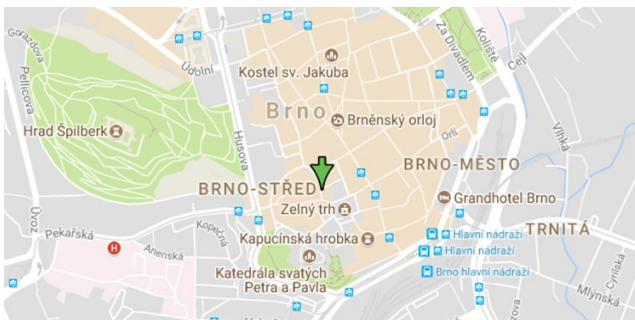 Gorazdova
Pellicova
Údolní
Kostel sv. Jakuba
Za Divadlem
Koliště
Cejl
Brno
Brněnský orloj
Hrad Špilberk
Husova
Orlí
Vlhká
BRNO-MĚSTO
BRNO-STŘED
Grandhotel Brno
Zelný trh
Úvoz
Pekařská
Kopečná
TRNITÁ
Hlavní nádraží
Kapucínská hrobka
H
Anenská
Hlavní nádraží
Katedrála svatých
Petra a Pavla
Brno hlavní nádraží
Cyrilská
Mlýnská